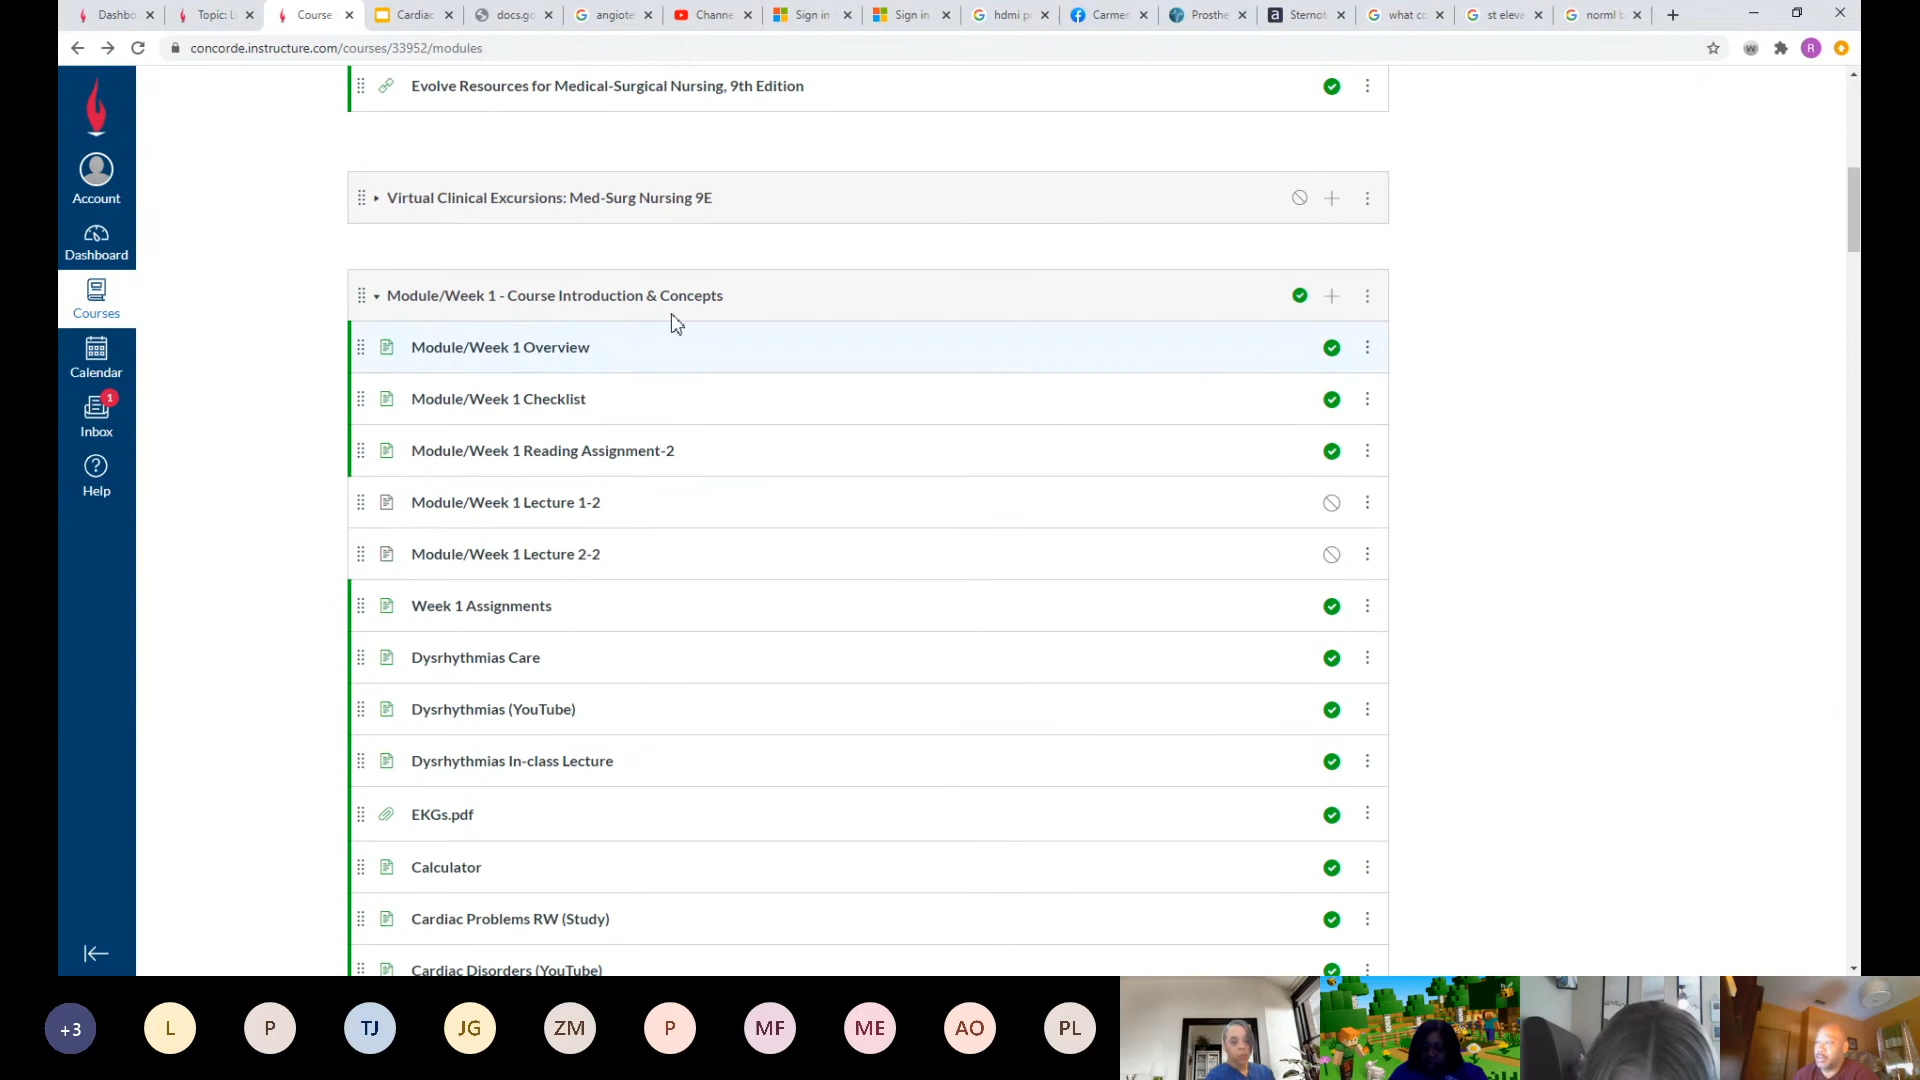 Dashbo
Topic: L
Course
Cardiac
docs.go
angiote
Channe
Sign in
Sign in
hdmi p
Carmen
Prosthe
Sternot
what co
st eleva
norml b
concorde.instructure.com/courses/33952/modules
R
Account
Dashboard
Courses
Calendar
1
Inbox
Help
Evolve Resources for Medical-Surgical Nursing, 9th Edition
Virtual Clinical Excursions: Med-Surg Nursing 9E
Module/Week 1 - Course Introduction & Concepts
Module/Week 1 Overview
Module/Week 1 Checklist
Module/Week 1 Reading Assignment-2
Module/Week 1 Lecture 1-2
Module/Week 1 Lecture 2-2
Week 1 Assignments
Dysrhythmias Care
Dysrhythmias (YouTube)
Dysrhythmias In-class Lecture
EKGs.pdf
Calculator
Cardiac Problems RW (Study)
Cardiac Disorders (YouTube)
+3
L
P
TJ
JG
ZM
P
MF
ME
AO
PL